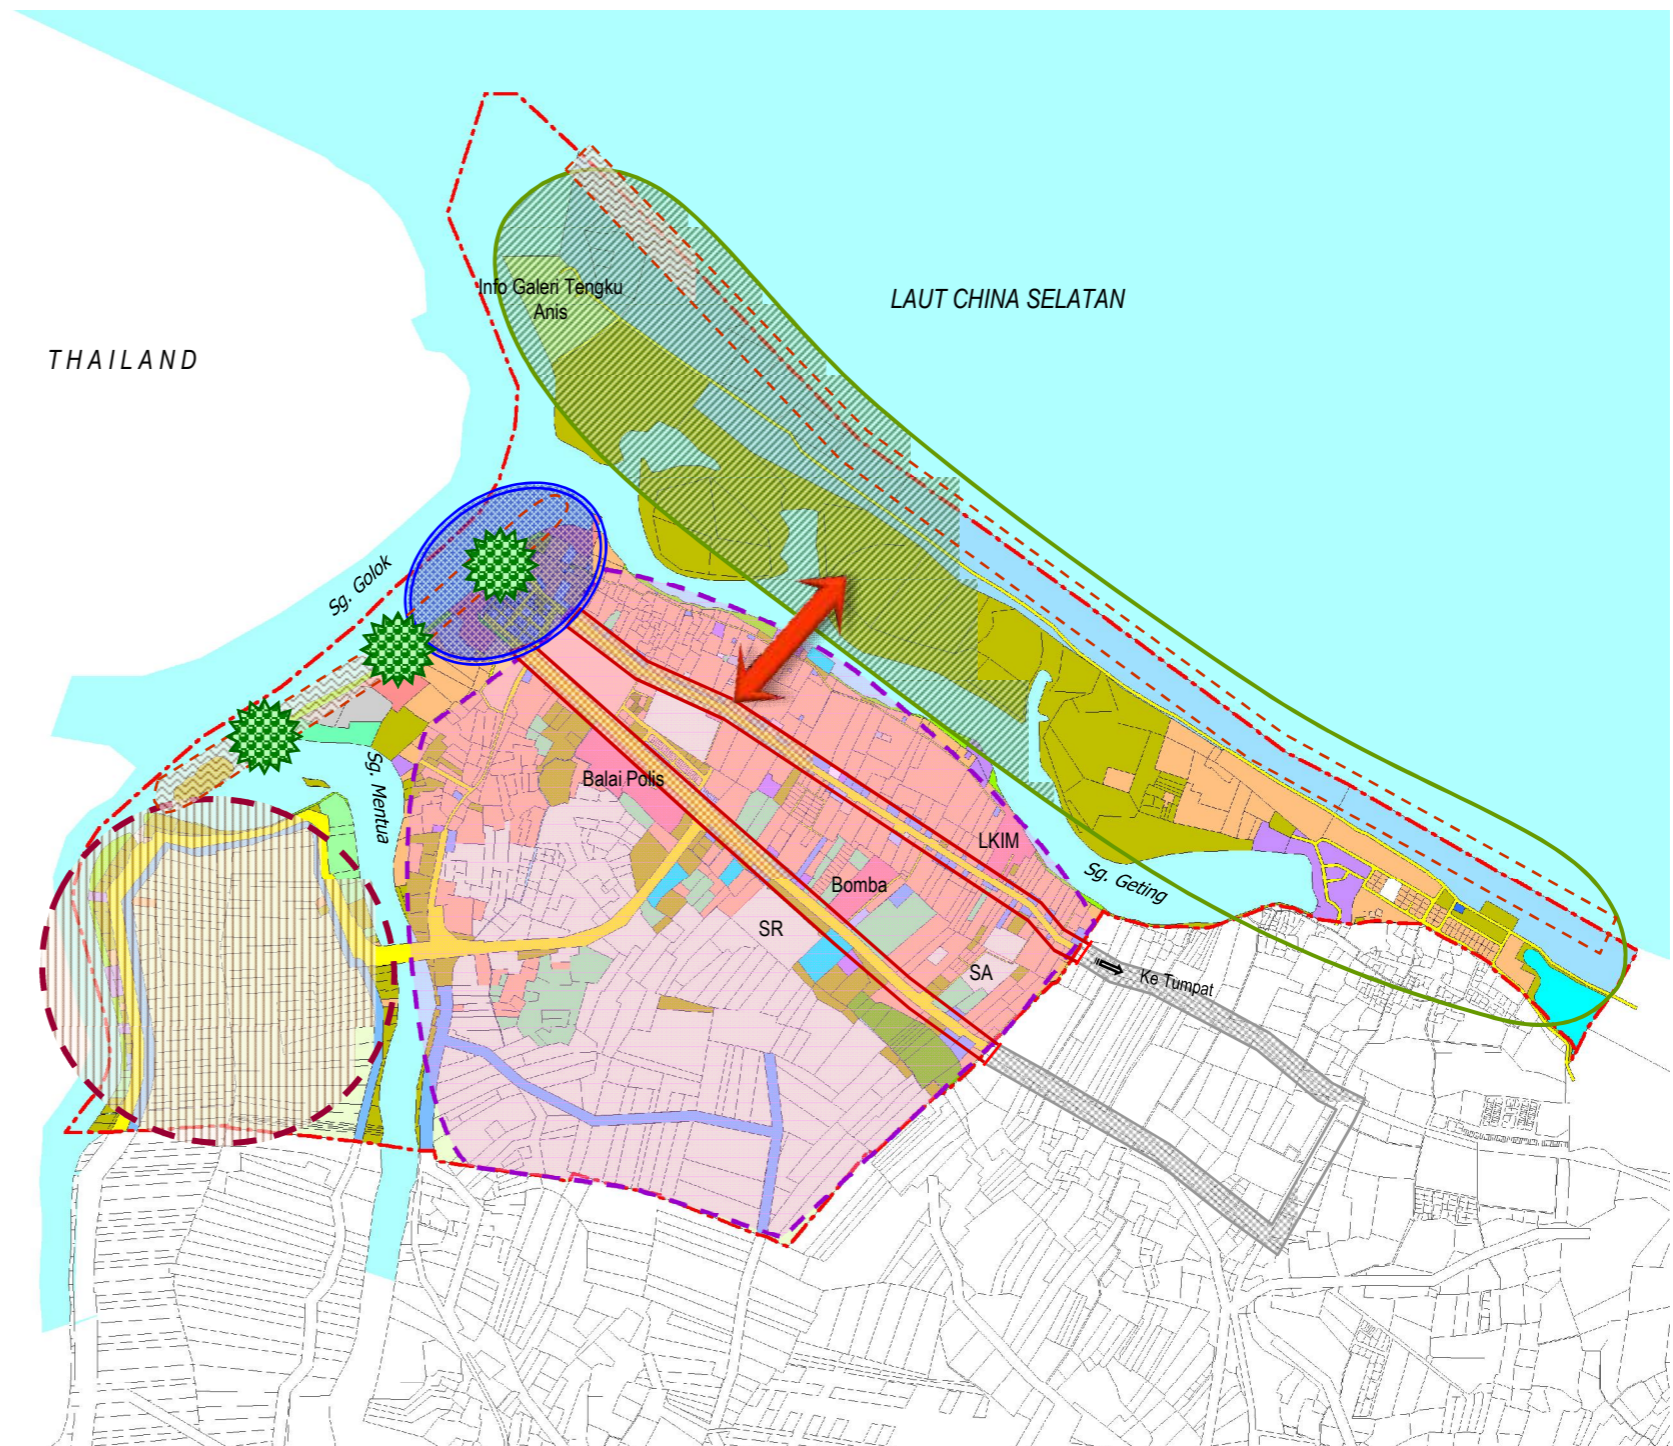 LAUT CHINA SELATAN
Info Galeri Tengku
Anis
THAILAND
Sg. Golok
Sg. Mentua
Balai Polis
LKIM
Bomba
Sg. Geting
SR
SA
Ke Tumpat